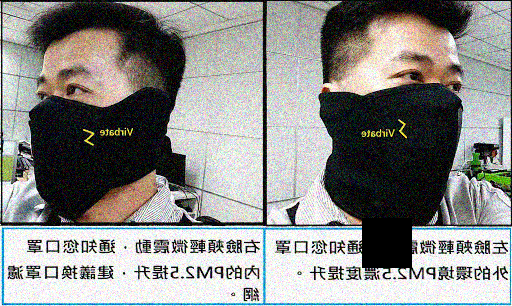 Virbate
Virbate
右臉頰輕微震動，通知您口罩
內的PM2.5提升，建議換口罩濾
網。
左臉頰輕微震 通知您口罩
外的環境PM2.5濃度提升。